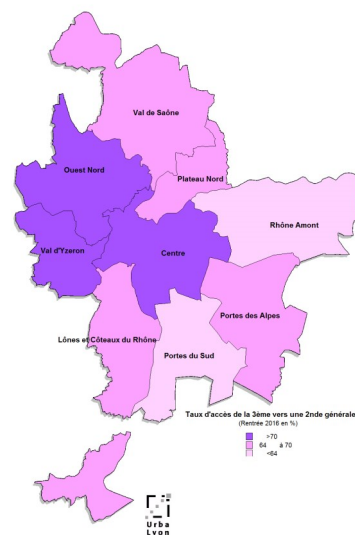 Val de Saône
Ouest Nord
Plateau Nord
Rhône Amont
Val d'Yzeron
Centre
Portes des Alpes
Lônes et Côteaux du Rhône
Portes du Sud
Taux d'accès de la 3ème vers une 2nde générale
(Rentrée 2016 en %)
>70
64 à 70
<64
Urba
Lyon